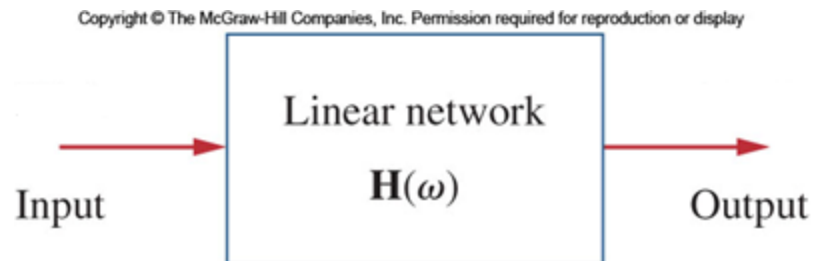 Copyright © The McGraw-Hill Companies, Inc. Permission required for reproduction or display
Linear network
H(ω)
Input
Output